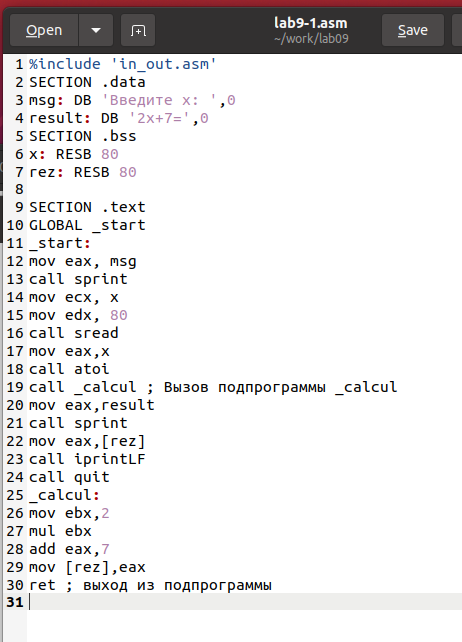 Open
lab9-1.asm
~/work/lab09
Save
1 %include 'in_out.asm'
2 SECTION .data
3 msg: DB 'Введите x: ',0
4 result: DB '2x+7=',0
5 SECTION .bss
6 x: RESB 80
7 rez: RESB 80
8
9 SECTION .text
10 GLOBAL _start
11 _start:
12 mov eax, msg
13 call sprint
14 mov ecx, x
15 mov edx, 80
16 call sread
17 mov eax,x
18 call atoi
19 call _calcul ; Вызов подпрограммы _calcul
20 mov eax,result
21 call sprint
22 mov eax,[rez]
23 call iprintLF
24 call quit
25 _calcul:
26 mov ebx,2
27 mul ebx
28 add eax,7
29 mov [rez],eax
30 ret ; выход из подпрограммы
31